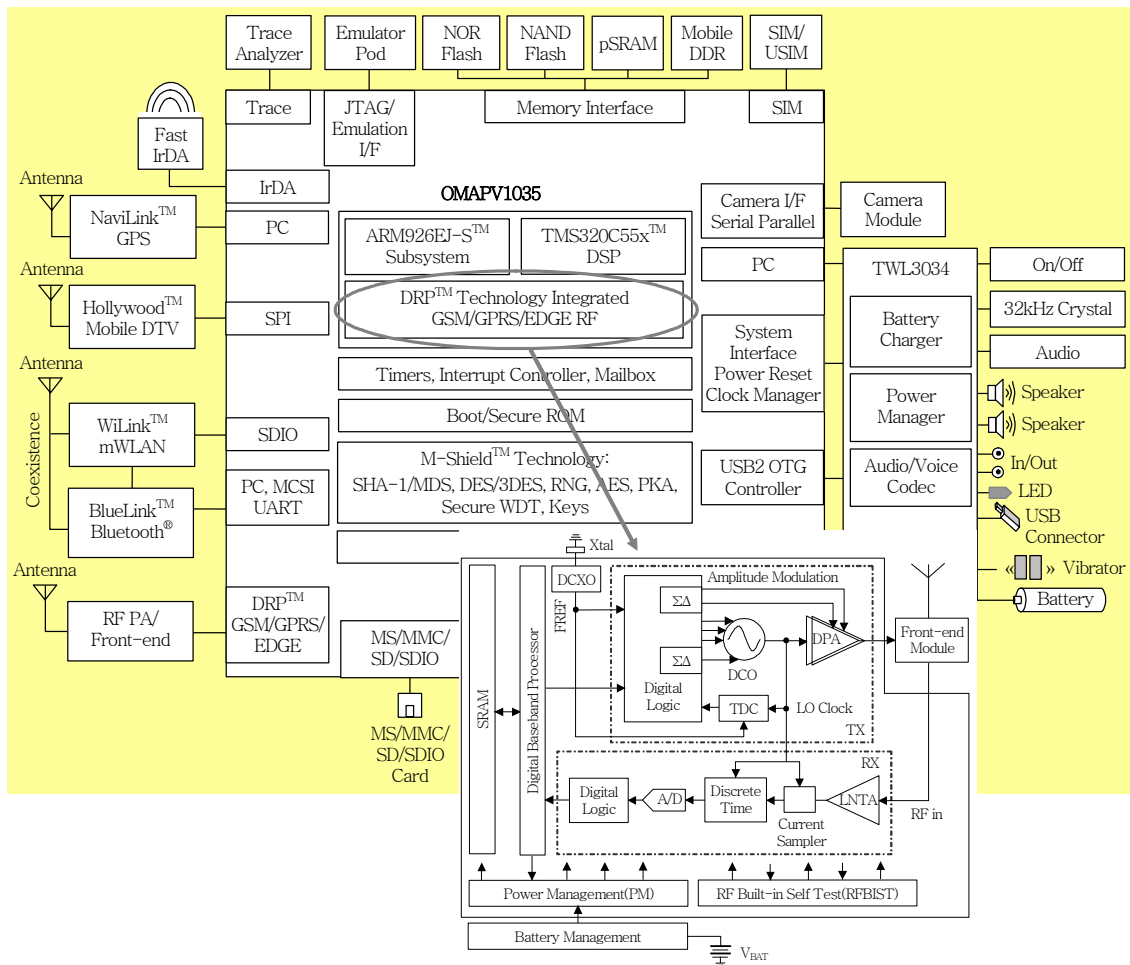 Trace
Analyzer
Emulator
Pod
NOR
Flash
NAND
Flash
pSRAM
Mobile
DDR
SIM/
USIM
Trace
JTAG/
Emulation
I/F
Memory Interface
SIM
Fast
IrDA
Antenna
NaviLink™
GPS
IrDA
PC
OMAPV1035
ARM926EJ-S™
Subsystem
TMS320C55x™
DSP
DRP™ Technology Integrated
GSM/GPRS/EDGE RF
Camera I/F
Serial Parallel
Camera
Module
PC
TWL3034
On/Off
Antenna
Hollywood™
Mobile DTV
SPI
System
Interface
Power Reset
Clock Manager
Battery
Charger
32kHz Crystal
Audio
Timers, Interrupt Controller, Mailbox
Power
Manager
Speaker
Speaker
Antenna
Coexistence
WiLink™
mWLAN
SDIO
Boot/Secure ROM
M-Shield™ Technology:
SHA-1/MDS, DES/3DES, RNG, AES, PKA,
Secure WDT, Keys
USB2 OTG
Controller
Audio/Voice
Codec
In/Out
LED
USB
Connector
BlueLink™
Bluetooth®
PC, MCSI
UART
Vibrator
Battery
Antenna
RF PA/
Front-end
DRP™
GSM/GPRS/
EDGE
MS/MMC/
SD/SDIO
MS/MMC/
SD/SDIO
Card
Xtal
DCXO
FREF
Amplitude Modulation
ΣΔ
ΣΔ
Digital
Logic
DCO
DPA
TDC
LO Clock
TX
Front-end
Module
SRAM
Digital Baseband Processor
RX
Digital
Logic
A/D
Discrete
Time
Current
Sampler
LNTA
RF in
Power Management(PM)
RF Built-in Self Test(RFBIST)
Battery Management
VBAT